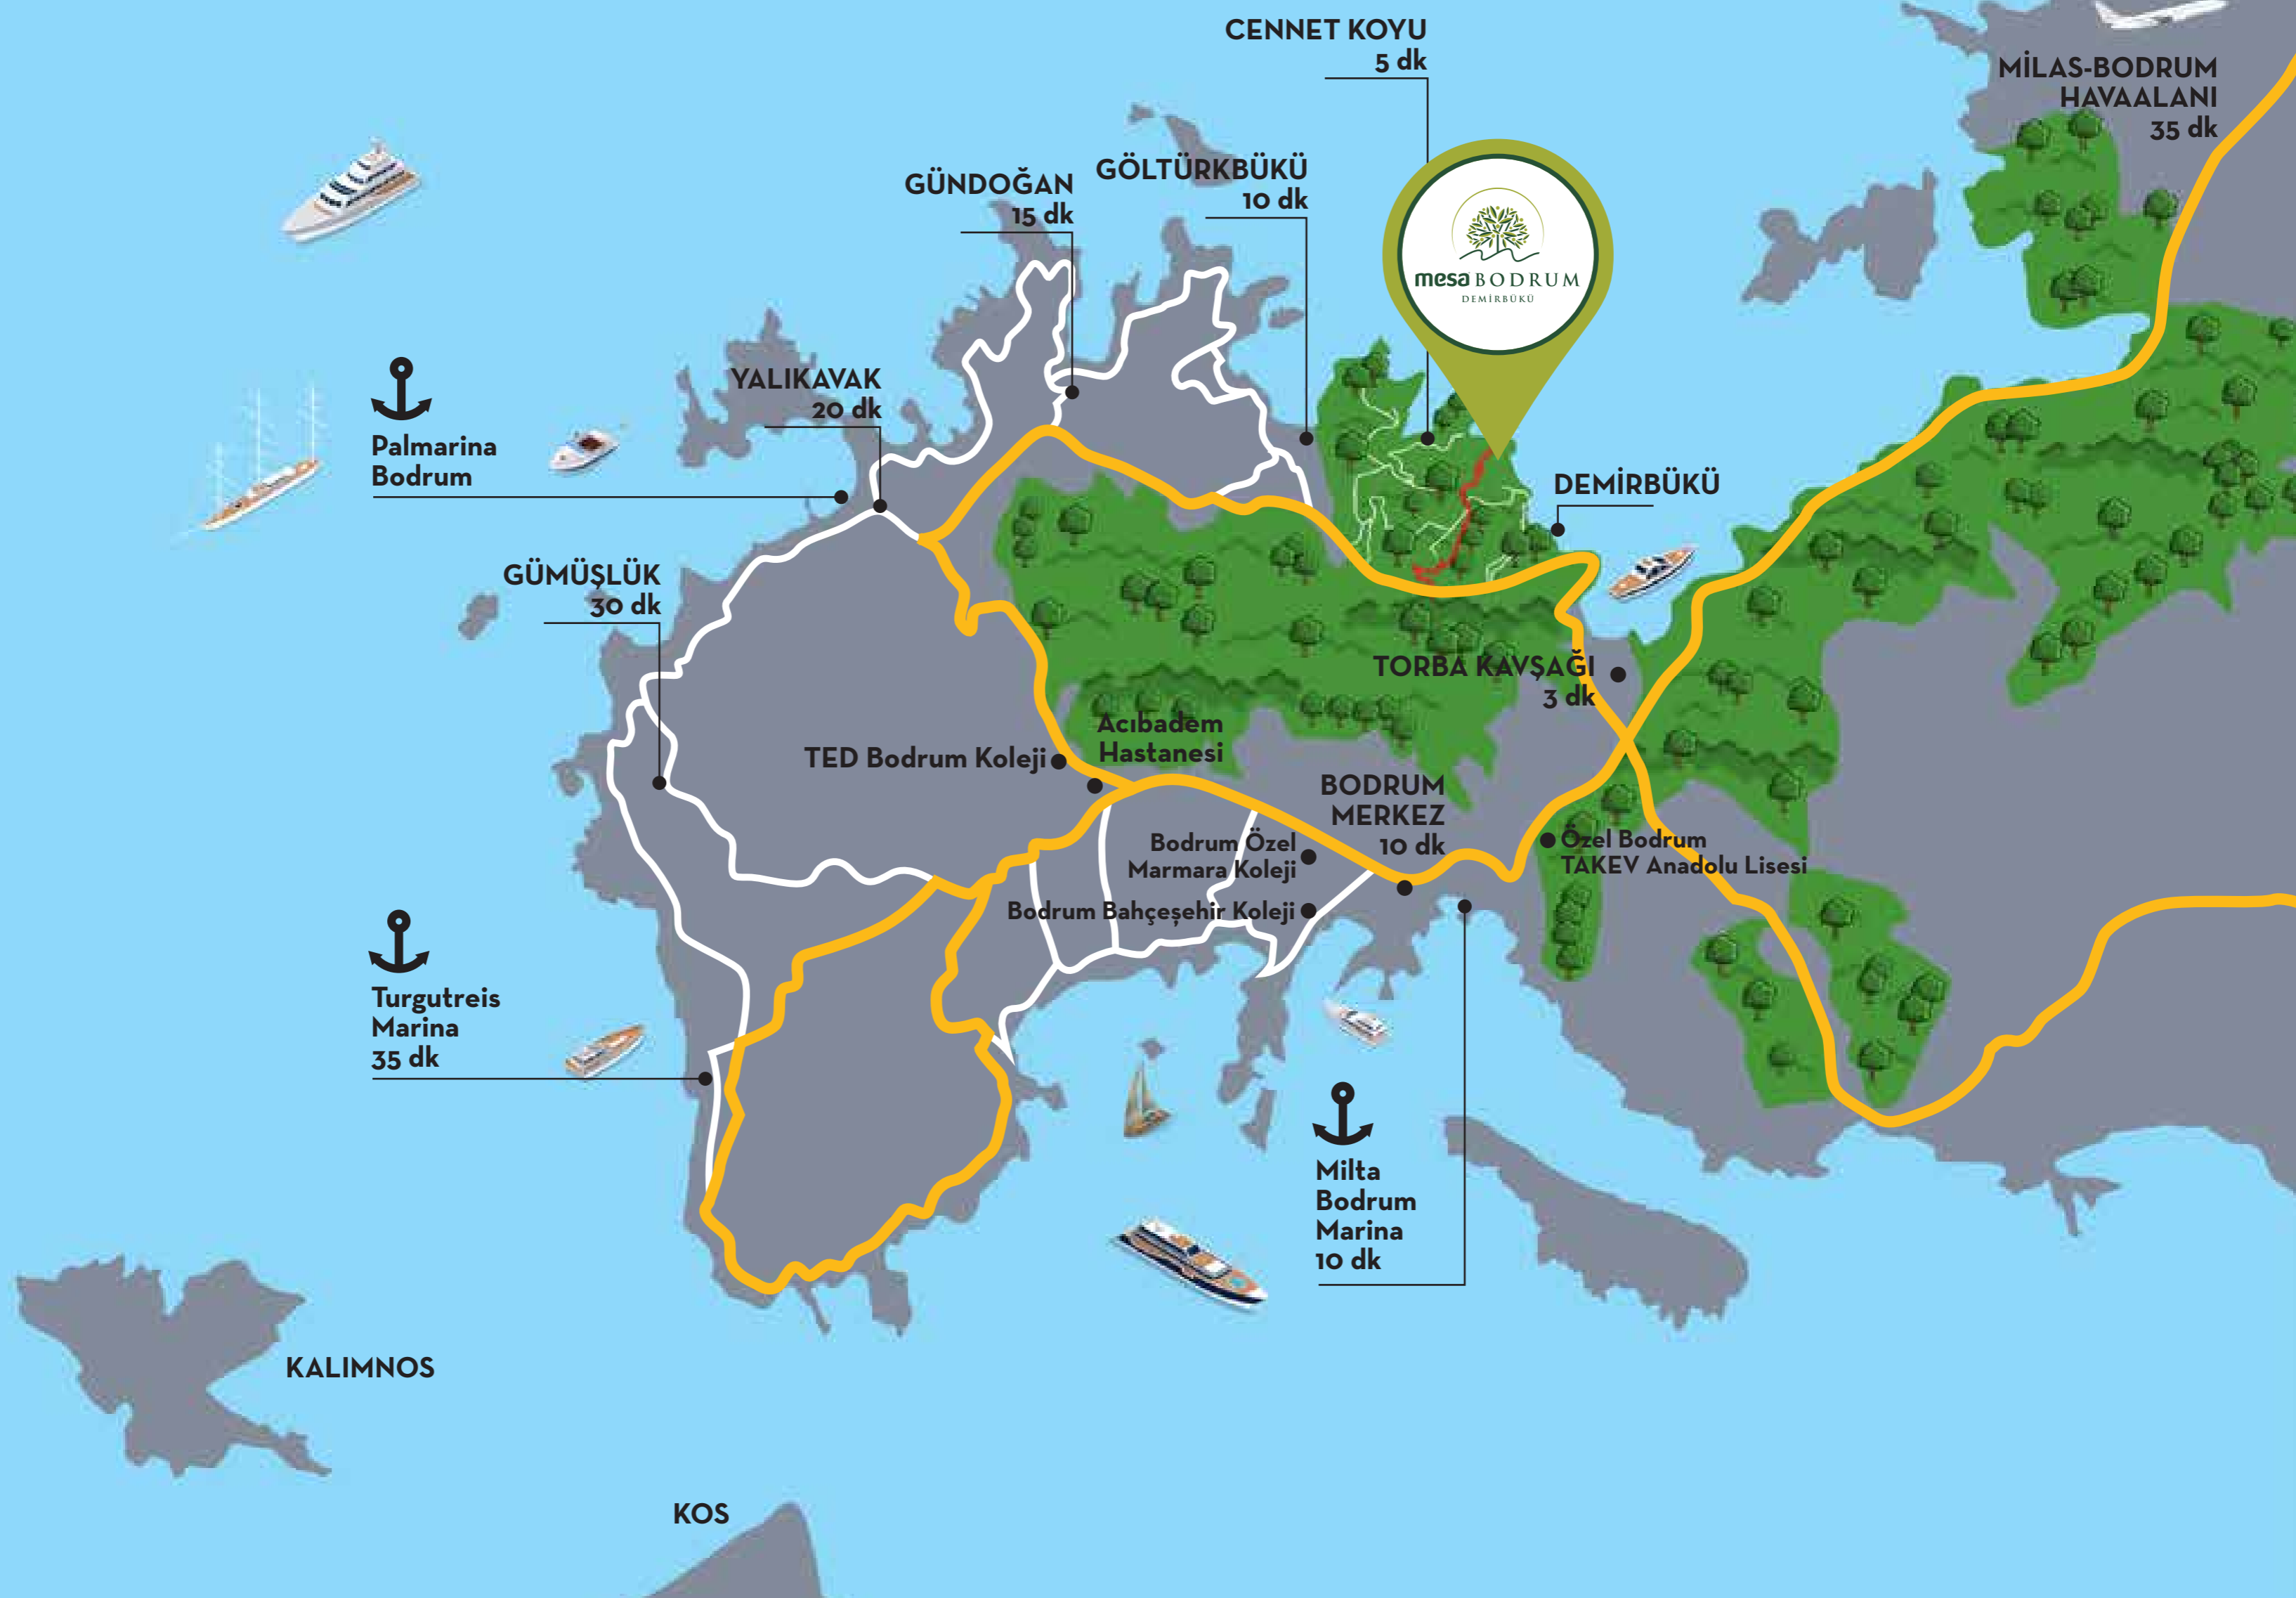 CENNET KOYU
5 dk
MİLAS-BODRUM
HAVAALANI
35 dk
GÖLTÜRKBÜKÜ
10 dk
GÜNDOĞAN
15 dk
mesaBODRUM
DEMİRBÜKÜ
YALIKAVAK
20 dk
Palmarina
Bodrum
DEMİRBÜKÜ
GÜMÜŞLÜK
30 dk
TORBA KAVŞAĞI
3 dk
Acıbadem
Hastanesi
TED Bodrum Koleji
BODRUM
MERKEZ
10 dk
Bodrum Özel
Marmara Koleji
Özel Bodrum
TAKEV Anadolu Lisesi
Bodrum Bahçeşehir Koleji
Turgutreis
Marina
35 dk
Milta
Bodrum
Marina
10 dk
KALIMNOS
KOS